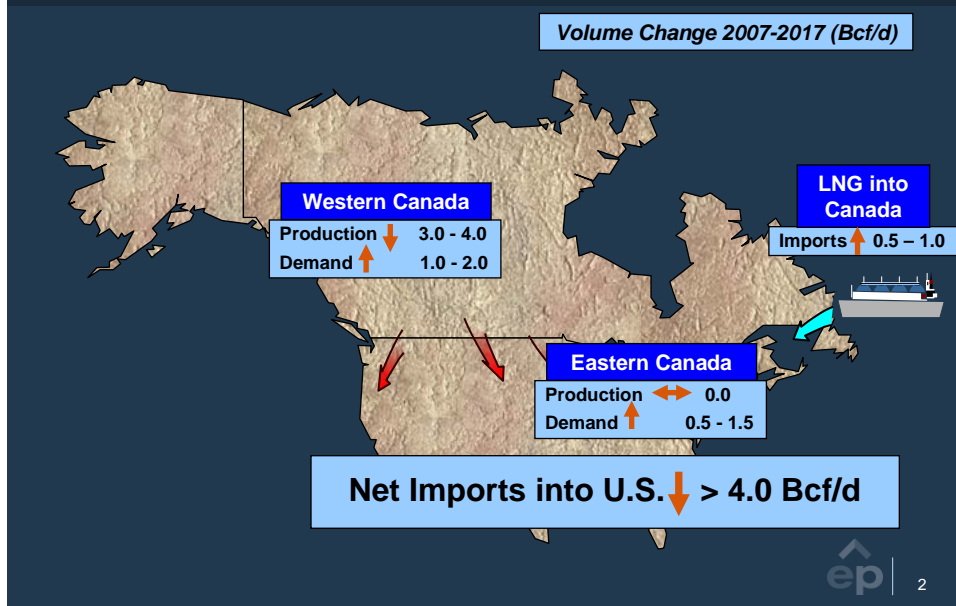 Volume Change 2007-2017 (Bcf/d)
Western Canada
Production 3.0 - 4.0
Demand 1.0 - 2.0
LNG into
Canada
Imports 0.5 – 1.0
Eastern Canada
Production 0.0
Demand 0.5 - 1.5
Net Imports into U.S. > 4.0 Bcf/d
ep
2